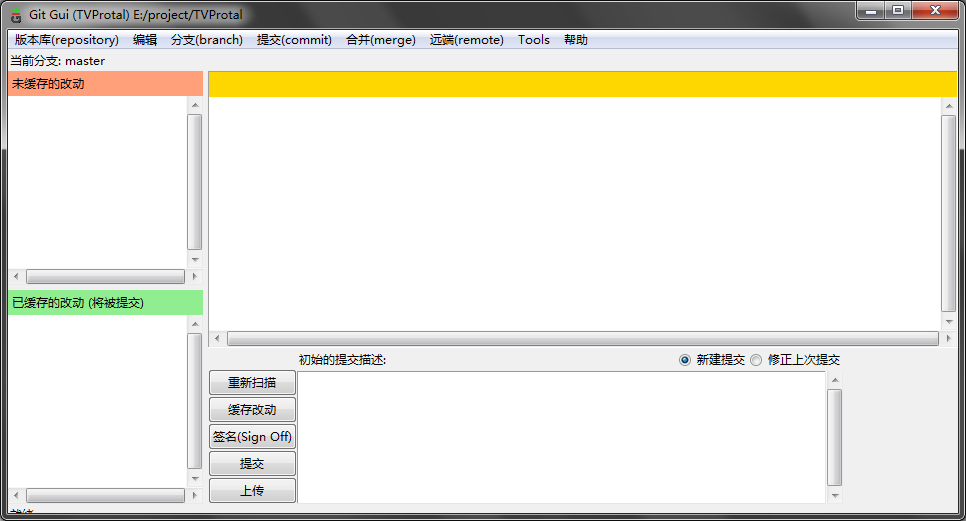 Git Gui (TVProtal) E:/project/TVProtal
版本库(repository) 编辑 分支(branch) 提交(commit) 合并(merge) 远端(remote) Tools 帮助
当前分支: master
未缓存的改动
已缓存的改动 (将被提交)
初始的提交描述: 新建提交 修正上次提交
重新扫描
缓存改动
签名(Sign Off)
提交
上传